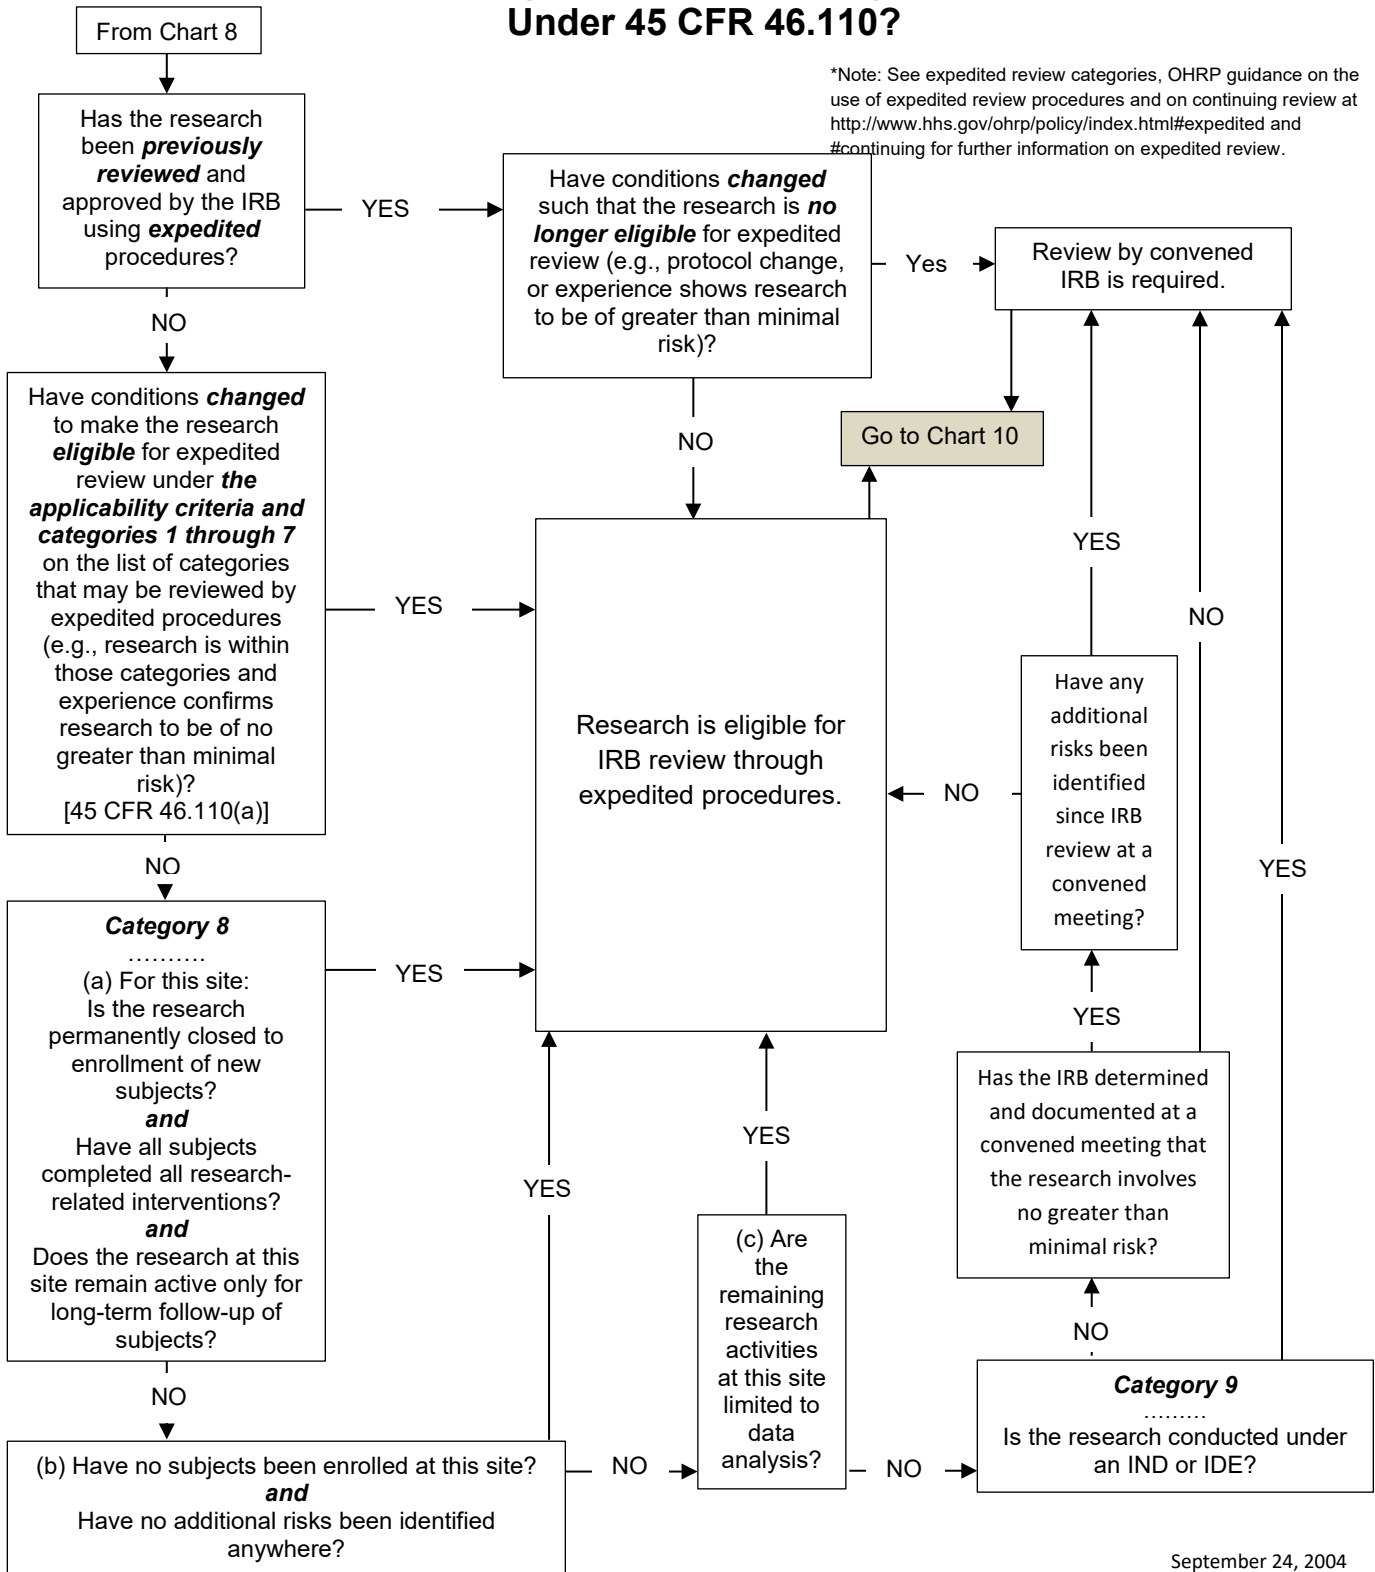 Under 45 CFR 46.110?
From Chart 8
*Note: See expedited review categories, OHRP guidance on the
use of expedited review procedures and on continuing review at
http://www.hhs.gov/ohrp/policy/index.html#expedited and
#continuing for further information on expedited review.
Has the research
been previously
reviewed and
approved by the IRB
using expedited
procedures?
YES
Have conditions changed
such that the research is no
longer eligible for expedited
review (e.g., protocol change,
or experience shows research
to be of greater than minimal
risk)?
Yes
Review by convened
IRB is required.
NO
NO
Go to Chart 10
Have conditions changed
to make the research
eligible for expedited
review under the
applicability criteria and
categories 1 through 7
on the list of categories
that may be reviewed by
expedited procedures
(e.g., research is within
those categories and
experience confirms
research to be of no
greater than minimal
risk)?
[45 CFR 46.110(a)]
YES
Research is eligible for
IRB review through
expedited procedures.
YES
NO
YES
Have any
additional
risks been
identified
since IRB
review at a
convened
meeting?
NO
NO
Category 8
..........
(a) For this site:
Is the research
permanently closed to
enrollment of new
subjects?
and
Have all subjects
completed all research-
related interventions?
and
Does the research at this
site remain active only for
long-term follow-up of
subjects?
YES
YES
YES
YES
Has the IRB determined
and documented at a
convened meeting that
the research involves
no greater than
minimal risk?
NO
NO
(b) Have no subjects been enrolled at this site?
and
Have no additional risks been identified
anywhere?
NO
(c) Are
the
remaining
research
activities
at this site
limited to
data
analysis?
NO
Category 9
.........
Is the research conducted under
an IND or IDE?
September 24, 2004